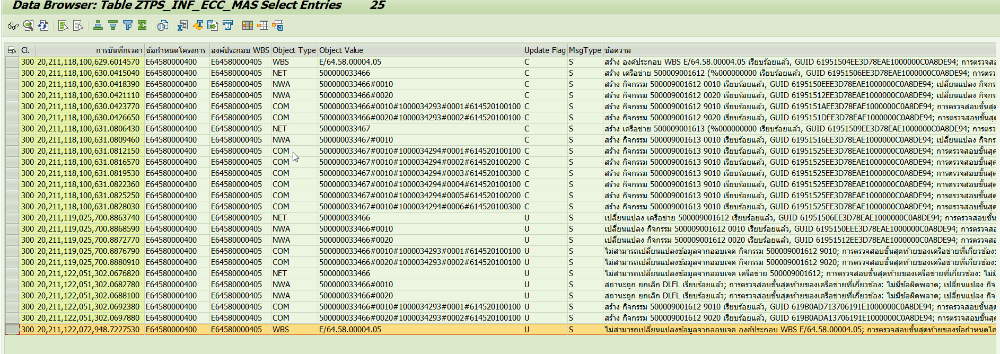 Data Browser: Table ZTPS_INF_ECC_MAS Select Entries 25
Cl. การบันทึกเวลา ข้อกำหนดโครงการ องค์ประกอบ WBS Object Type Object Value Update Flag MsgType ข้อความ
300 20,211,118,100,629.6014570 E64580000400 E64580000405 WBS E/64.58.00004.05 C S สร้าง องค์ประกอบ WBS E/64.58.00004.05 เรียบร้อยแล้ว, GUID 61951504EE3D78EAE1000000C0A8DE94; การตรวจสอ
300 20,211,118,100,630.0415040 E64580000400 E64580000405 NET 500000033466 C S สร้าง เครือข่าย 500009001612 (%000000000 เรียบร้อยแล้ว, GUID 61951506EE3D78EAE1000000C0A8DE94; การตรว
300 20,211,118,100,630.0418390 E64580000400 E64580000405 NWA 500000033466#0010 C S สร้าง กิจกรรม 500009001612 0010 เรียบร้อยแล้ว, GUID 6195150EEE3D78EAE1000000C0A8DE94; เปลี่ยนแปลง กิจกร
300 20,211,118,100,630.0421110 E64580000400 E64580000405 NWA 500000033466#0020 C S สร้าง กิจกรรม 500009001612 0020 เรียบร้อยแล้ว, GUID 61951512EE3D78EAE1000000C0A8DE94; เปลี่ยนแปลง กิจกร
300 20,211,118,100,630.0423770 E64580000400 E64580000405 COM 500000033466#0010#1000034293#0001#614520100100 C S สร้าง กิจกรรม 500009001612 9010 เรียบร้อยแล้ว, GUID 6195151AEE3D78EAE1000000C0A8DE94; การตรวจสอบขั้นสุด
300 20,211,118,100,630.0426650 E64580000400 E64580000405 COM 500000033466#0020#1000034293#0002#614520100100 C S สร้าง กิจกรรม 500009001612 9020 เรียบร้อยแล้ว, GUID 6195151DEE3D78EAE1000000C0A8DE94; การตรวจสอบขั้นสุด
300 20,211,118,100,631.0806430 E64580000400 E64580000405 NET 500000033467 C S สร้าง เครือข่าย 500009001613 (%000000000 เรียบร้อยแล้ว, GUID 61951509EE3D78EAE1000000C0A8DE94; การตรว
300 20,211,118,100,631.0809460 E64580000400 E64580000405 NWA 500000033467#0010 C S สร้าง กิจกรรม 500009001613 0010 เรียบร้อยแล้ว, GUID 61951516EE3D78EAE1000000C0A8DE94; เปลี่ยนแปลง กิจกร
300 20,211,118,100,631.0812150 E64580000400 E64580000405 COM 500000033467#0010#1000034294#0001#614520100100 C S สร้าง กิจกรรม 500009001613 9010 เรียบร้อยแล้ว, GUID 61951525EE3D78EAE1000000C0A8DE94; การตรวจสอบขั้นสุด
300 20,211,118,100,631.0816570 E64580000400 E64580000405 COM 500000033467#0010#1000034294#0002#614520100200 C S สร้าง กิจกรรม 500009001613 9010 เรียบร้อยแล้ว, GUID 61951525EE3D78EAE1000000C0A8DE94; การตรวจสอบขั้นสุด
300 20,211,118,100,631.0819530 E64580000400 E64580000405 COM 500000033467#0010#1000034294#0003#614520100300 C S สร้าง กิจกรรม 500009001613 9010 เรียบร้อยแล้ว, GUID 61951525EE3D78EAE1000000C0A8DE94; การตรวจสอบขั้นสุด
300 20,211,118,100,631.0822360 E64580000400 E64580000405 COM 500000033467#0010#1000034294#0004#614520100100 C S สร้าง กิจกรรม 500009001613 9010 เรียบร้อยแล้ว, GUID 61951525EE3D78EAE1000000C0A8DE94; การตรวจสอบขั้นสุด
300 20,211,118,100,631.0825250 E64580000400 E64580000405 COM 500000033467#0010#1000034294#0005#614520100200 C S สร้าง กิจกรรม 500009001613 9010 เรียบร้อยแล้ว, GUID 61951525EE3D78EAE1000000C0A8DE94; การตรวจสอบขั้นสุด
300 20,211,118,100,631.0828030 E64580000400 E64580000405 COM 500000033467#0010#1000034294#0006#614520100300 C S สร้าง กิจกรรม 500009001613 9010 เรียบร้อยแล้ว, GUID 61951525EE3D78EAE1000000C0A8DE94; การตรวจสอบขั้นสุด
300 20,211,119,025,700.8863740 E64580000400 E64580000405 NET 500000033466 U S เปลี่ยนแปลง เครือข่าย 500009001612 เรียบร้อยแล้ว, GUID 61951506EE3D78EAE1000000C0A8DE94; การตรวจสอบขั้น
300 20,211,119,025,700.8868590 E64580000400 E64580000405 NWA 500000033466#0010 U S เปลี่ยนแปลง กิจกรรม 500009001612 0010 เรียบร้อยแล้ว, GUID 6195150EEE3D78EAE1000000C0A8DE94; การตรวจสอ
300 20,211,119,025,700.8872770 E64580000400 E64580000405 NWA 500000033466#0020 U S เปลี่ยนแปลง กิจกรรม 500009001612 0020 เรียบร้อยแล้ว, GUID 61951512EE3D78EAE1000000C0A8DE94; การตรวจสอบ
300 20,211,119,025,700.8876790 E64580000400 E64580000405 COM 500000033466#0010#1000034293#0001#614520100100 U S ไม่สามารถเปลี่ยนแปลงข้อมูลจากออบเจค กิจกรรม 500009001612 9010; การตรวจสอบขั้นสุดท้ายของเครือข่ายที่เกี่ยวข้อง:
300 20,211,119,025,700.8880910 E64580000400 E64580000405 COM 500000033466#0020#1000034293#0002#614520100100 U S ไม่สามารถเปลี่ยนแปลงข้อมูลจากออบเจค กิจกรรม 500009001612 9020; การตรวจสอบขั้นสุดท้ายของเครือข่ายที่เกี่ยวข้อง:
300 20,211,122,051,302.0676820 E64580000400 E64580000405 NET 500000033466 U S ไม่สามารถเปลี่ยนแปลงข้อมูลจากออบเจค เครือข่าย 500009001612; การตรวจสอบขั้นสุดท้ายของเครือข่ายที่เกี่ยวข้อง: ไม่มี
300 20,211,122,051,302.0682780 E64580000400 E64580000405 NWA 500000033466#0010 U S สถานะถูก ยกเลิก DLFL เรียบร้อยแล้ว; การตรวจสอบขั้นสุดท้ายของเครือข่ายที่เกี่ยวข้อง: ไม่มีข้อผิดพลาด; เปลี่ยนแปลง กิจ
300 20,211,122,051,302.0688100 E64580000400 E64580000405 NWA 500000033466#0020 U S สถานะถูก ยกเลิก DLFL เรียบร้อยแล้ว; การตรวจสอบขั้นสุดท้ายของเครือข่ายที่เกี่ยวข้อง: ไม่มีข้อผิดพลาด; เปลี่ยนแปลง กิจ
300 20,211,122,051,302.0692380 E64580000400 E64580000405 COM 500000033466#0010#1000034293#0001#614520100100 U S สร้าง กิจกรรม 500009001612 9010 เรียบร้อยแล้ว, GUID 619B0AD713706191E1000000C0A8DE94; การตรวจสอบขั้นสุด
300 20,211,122,051,302.0697880 E64580000400 E64580000405 COM 500000033466#0020#1000034293#0002#614520100100 U S สร้าง กิจกรรม 500009001612 9020 เรียบร้อยแล้ว, GUID 619B0ADA13706191E1000000C0A8DE94; การตรวจสอบขั้นสุด
300 20,211,122,072,948.7227530 E64580000400 E64580000405 WBS E/64.58.00004.05 U S ไม่สามารถเปลี่ยนแปลงข้อมูลจากออบเจค องค์ประกอบ WBS E/64.58.00004.05; การตรวจสอบขั้นสุดท้ายของข้อกำหนดโค